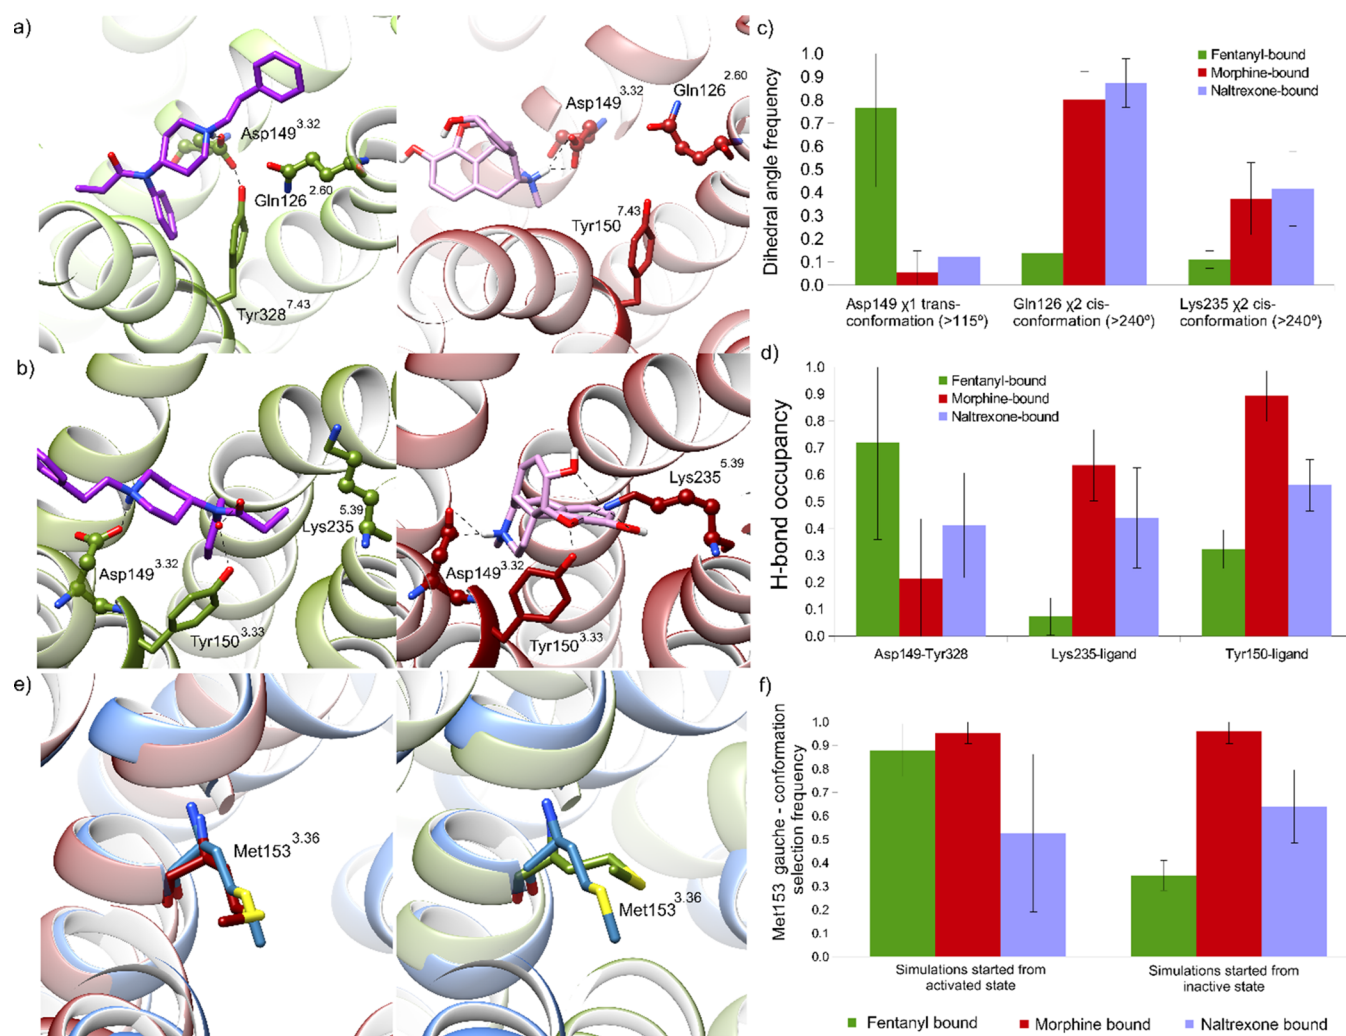 a)
Asp149 3.32
Gln126 2.60
Tyr328 7.43
Asp149 3.32
Gln126 2.60
Tyr150 7.43
b)
Asp149 3.32
Tyr150 3.33
Lys235 5.39
Asp149 3.32
Tyr150 3.33
Lys235 5.39
e)
Met153 3.36
Met153 3.36
c)
Dihedral angle frequency
1.0
0.9
0.8
0.7
0.6
0.5
0.4
0.3
0.2
0.1
0.0
Fentanyl-bound
Morphine-bound
Naltrexone-bound
Asp149 χ1 trans-
conformation (>115º)
Gln126 χ2 cis-
conformation (>240º)
Lys235 χ2 cis-
conformation (>240º)
d)
H-bond occupancy
1.0
0.9
0.8
0.7
0.6
0.5
0.4
0.3
0.2
0.1
0.0
Fentanyl-bound
Morphine-bound
Naltrexone-bound
Asp149-Tyr328
Lys235-ligand
Tyr150-ligand
f)
Met153 gauche - conformation
selection frequency
1.0
0.9
0.8
0.7
0.6
0.5
0.4
0.3
0.2
0.1
0.0
Simulations started from
activated state
Simulations started from
inactive state
Fentanyl bound
Morphine bound
Naltrexone bound